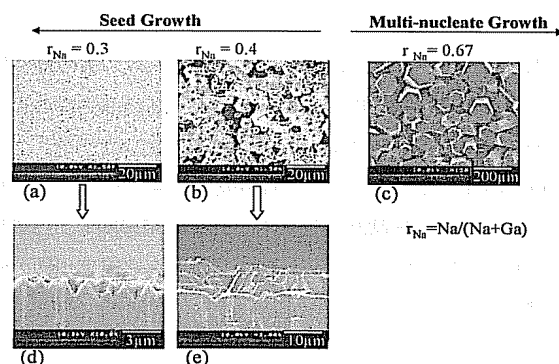 Seed Growth
Multi-nucleate Growth
r_Na = 0.3
r_Na = 0.4
r_Na = 0.67
20μm
20μm
200μm
(a)
(b)
(c)
r_Na=Na/(Na+Ga)
3μm
10μm
(d)
(e)